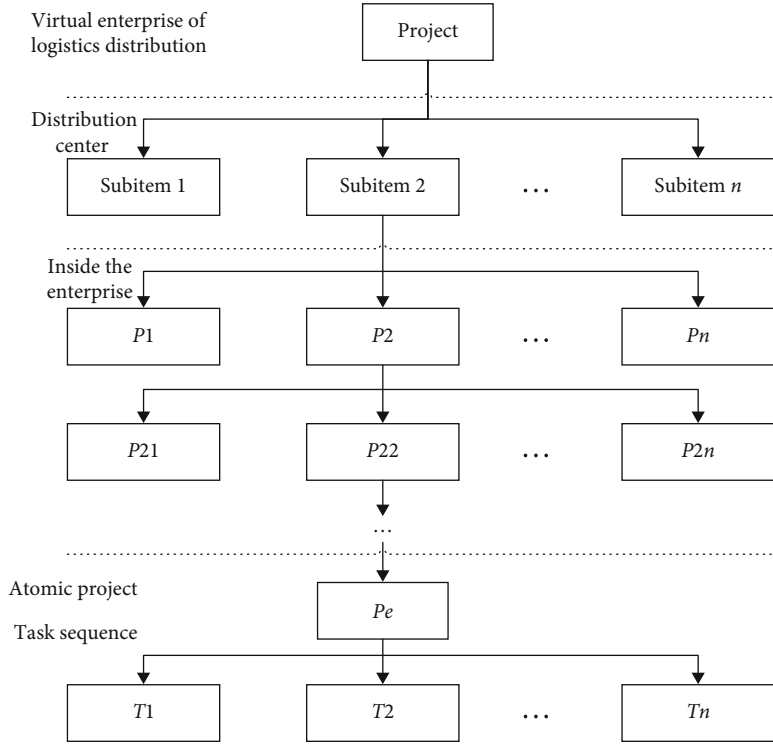 Virtual enterprise of
logistics distribution
Project
Distribution
center
Subitem 1
Subitem 2
...
Subitem n
Inside the
enterprise
P1
P2
...
Pn
P21
P22
...
P2n
...
Atomic project
Pe
Task sequence
T1
T2
...
Tn